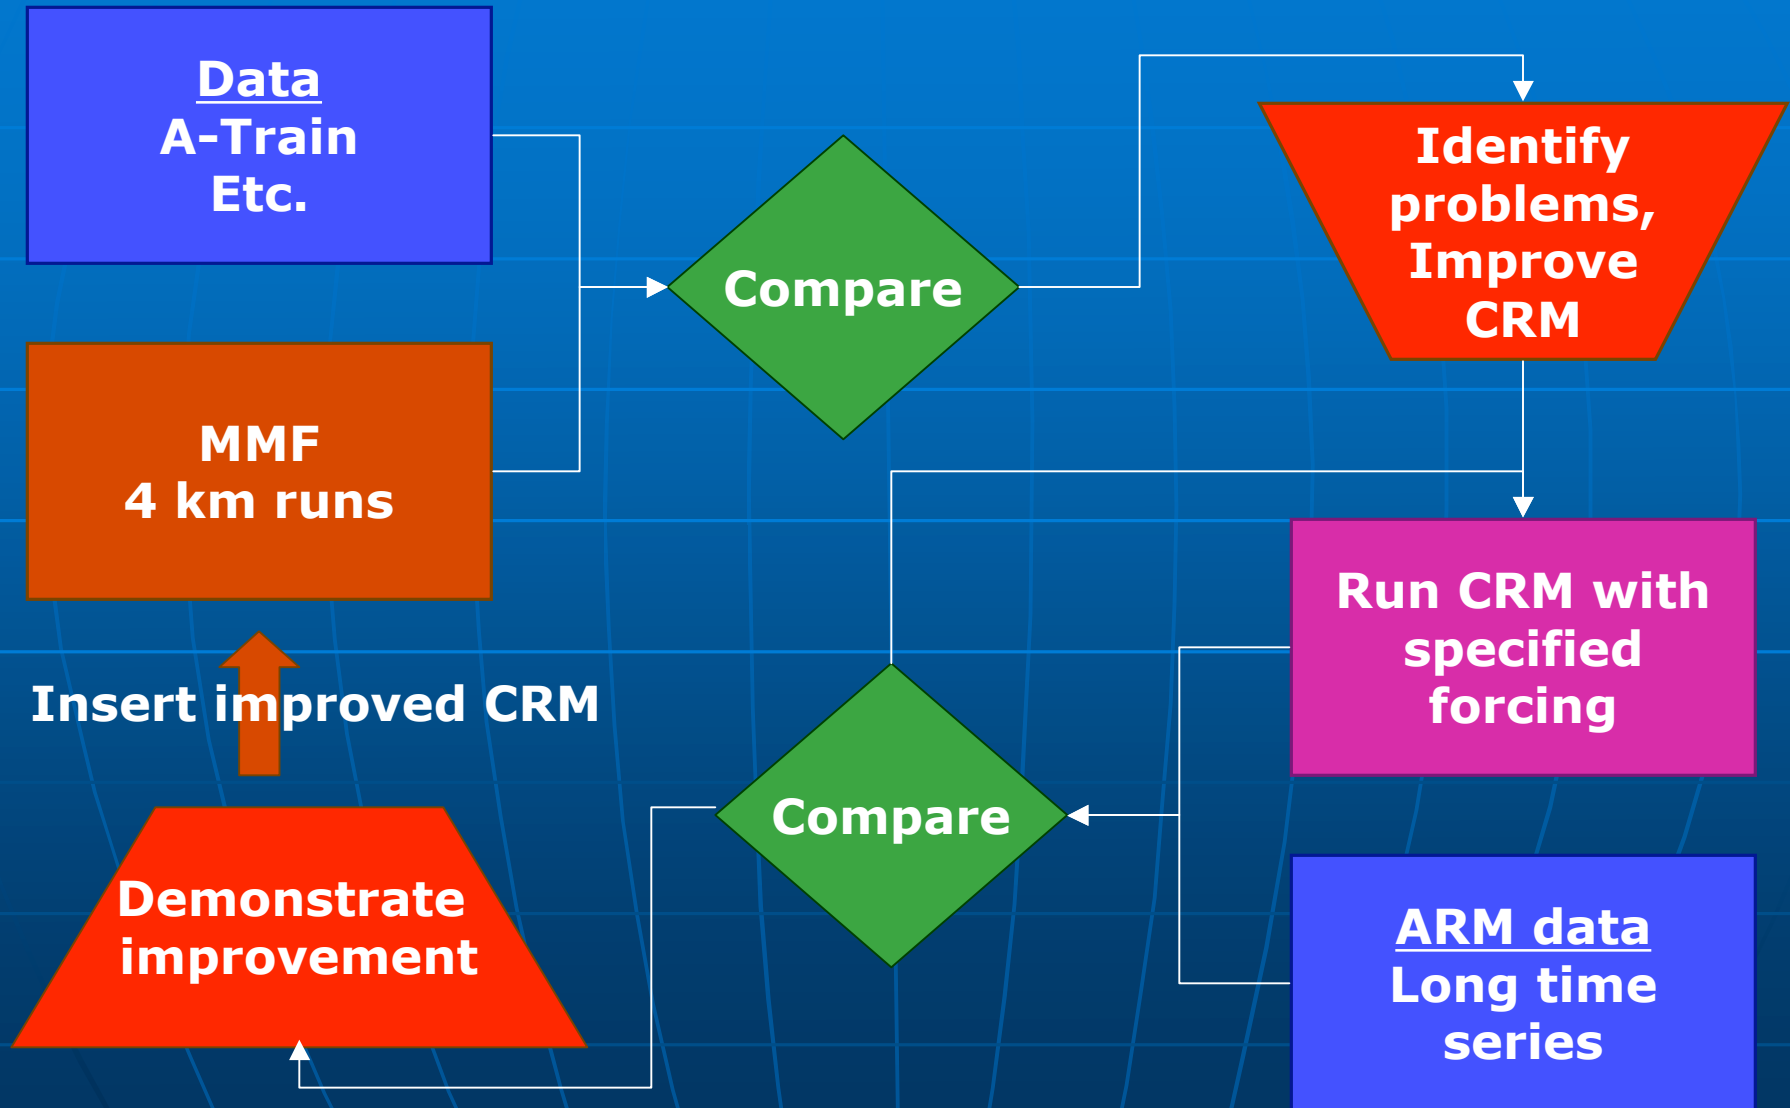 Data
A-Train
Etc.
Compare
Identify
problems,
Improve
CRM
MMF
4 km runs
Run CRM with
specified
forcing
Insert improved CRM
Compare
Demonstrate
improvement
ARM data
Long time
series